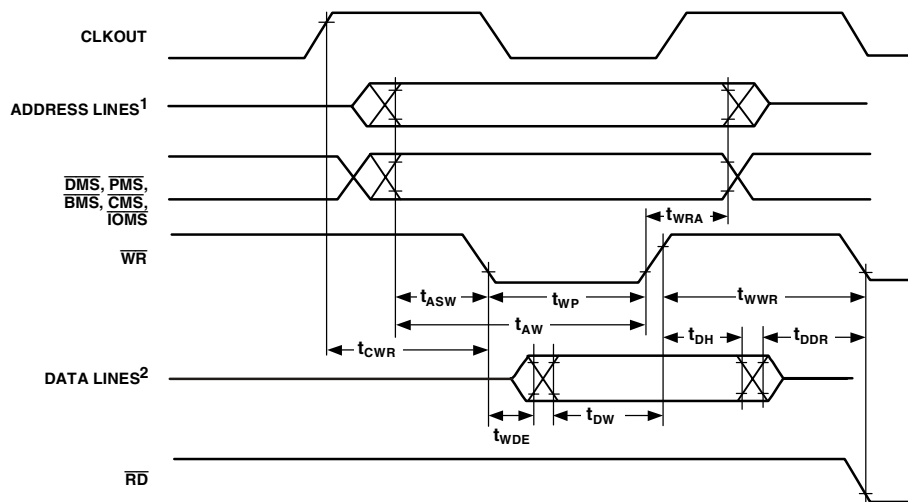 CLKOUT
ADDRESS LINES1
DMS, PMS,
BMS, CMS,
IOMS
tWRA
WR
tASW
tWP
tWWR
tAW
tCWR
tDH
tDDR
DATA LINES2
tWDE
tDW
RD